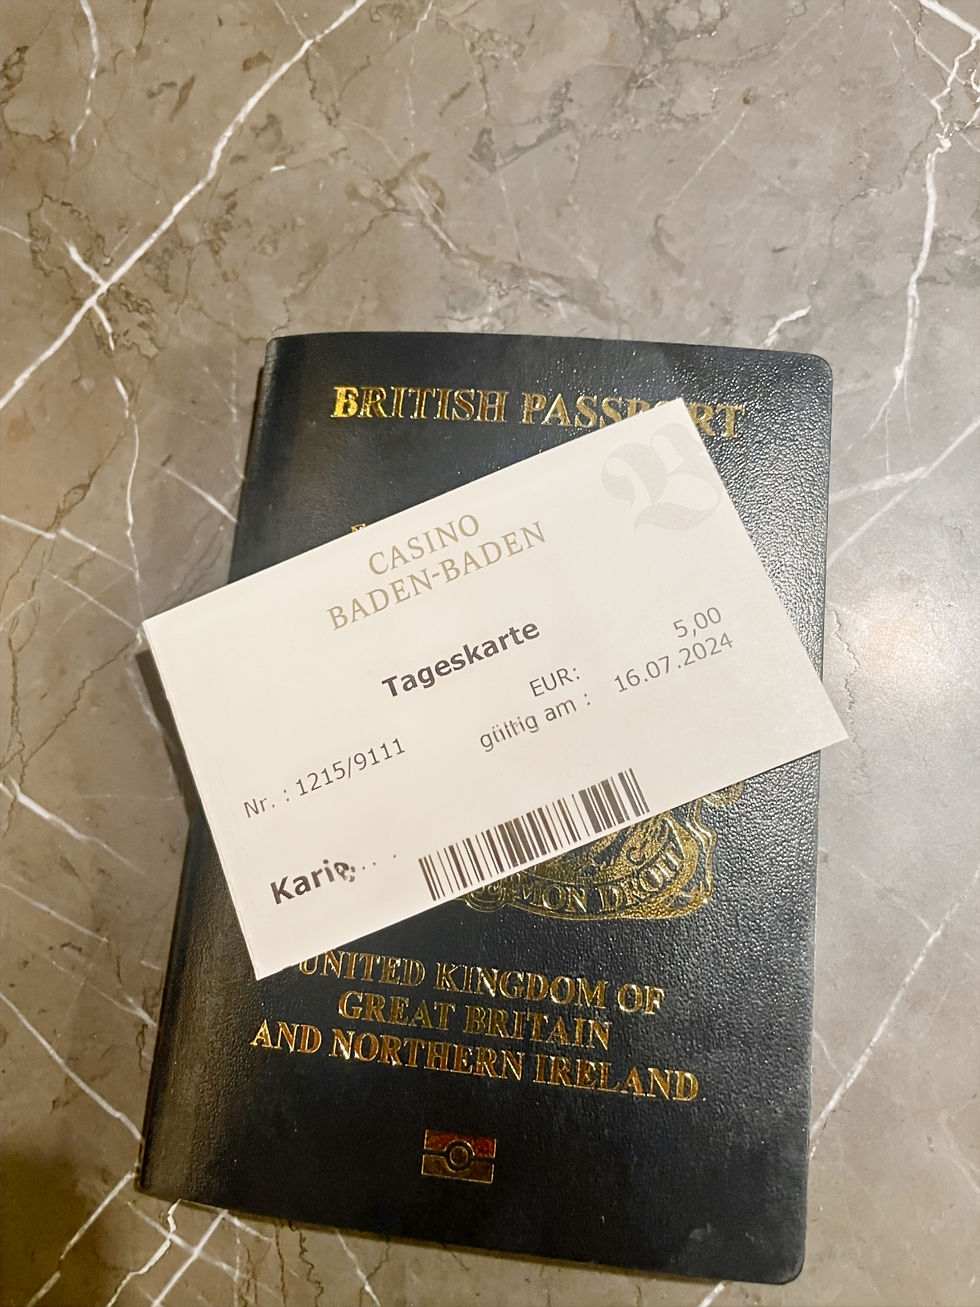 BRITISH PASSPORT
CASINO
BADEN-BADEN
Tageskarte
EUR: 5,00
gültig am : 16.07.2024
Nr. : 1215/9111
MON DROIT
UNITED KINGDOM OF
GREAT BRITAIN
AND NORTHERN IRELAND